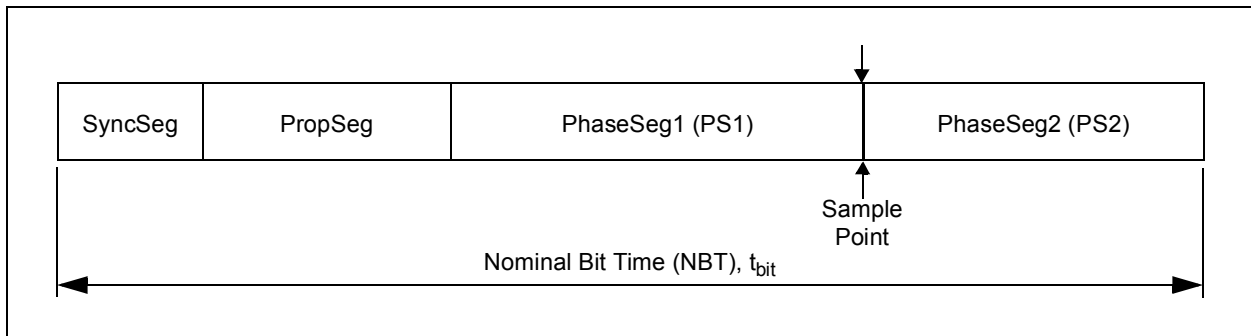 SyncSeg
PropSeg
PhaseSeg1 (PS1)
PhaseSeg2 (PS2)
Sample
Point
Nominal Bit Time (NBT), tbit